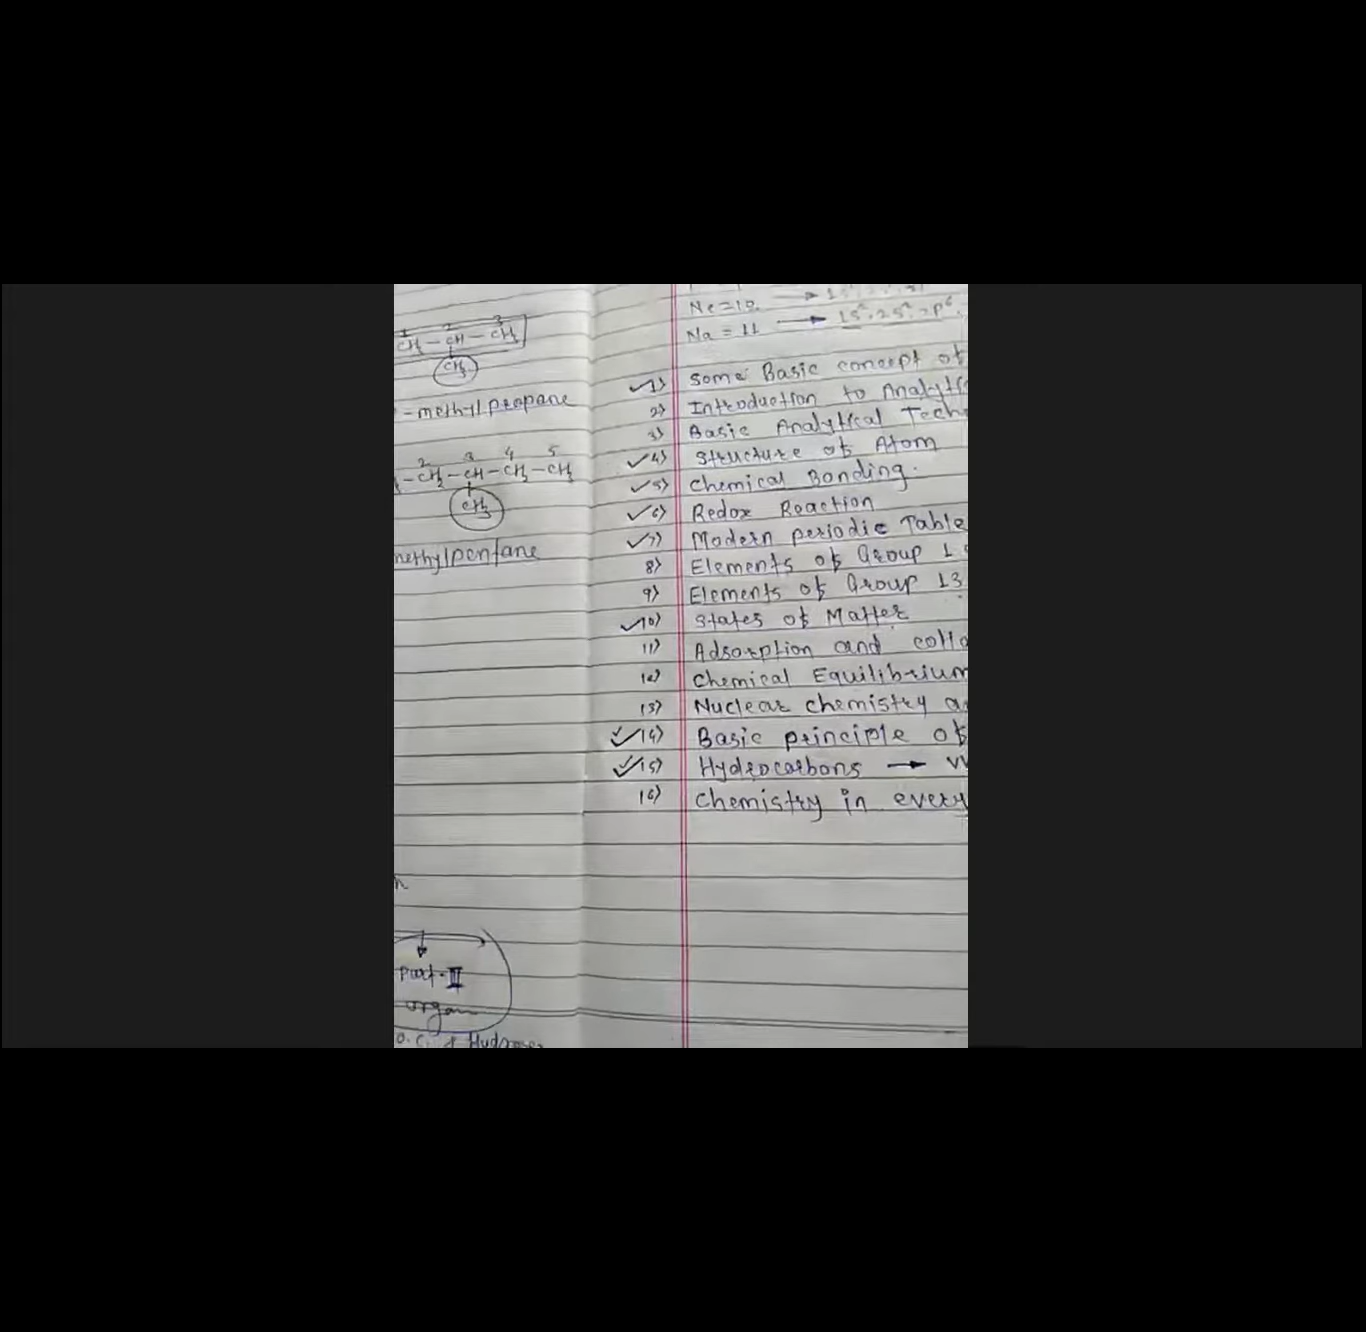 CH₃ - CH - CH₃
CH₃
-methyl propane
- CH₂ - CH - CH₂ - CH₃
CH₃
methylpentane
Part-II
organ
O.C. &
Ne = 10 →
Na = 11 → 1S². 2S². 2P⁶.
✓1) Some Basic concept of
2) Introduction to Analyti
3) Basic Analytical Tech
✓4) Structure of Atom
✓5) Chemical Bonding.
✓6) Redox Reaction
✓7) Modern periodic Table
8) Elements of Group 1
9) Elements of Group 13
✓10) States of Matter
11) Adsorption and collo
12) Chemical Equilibrium
13) Nuclear chemistry a
✓14) Basic principle of
✓15) Hydrocarbons →
16) Chemistry in every